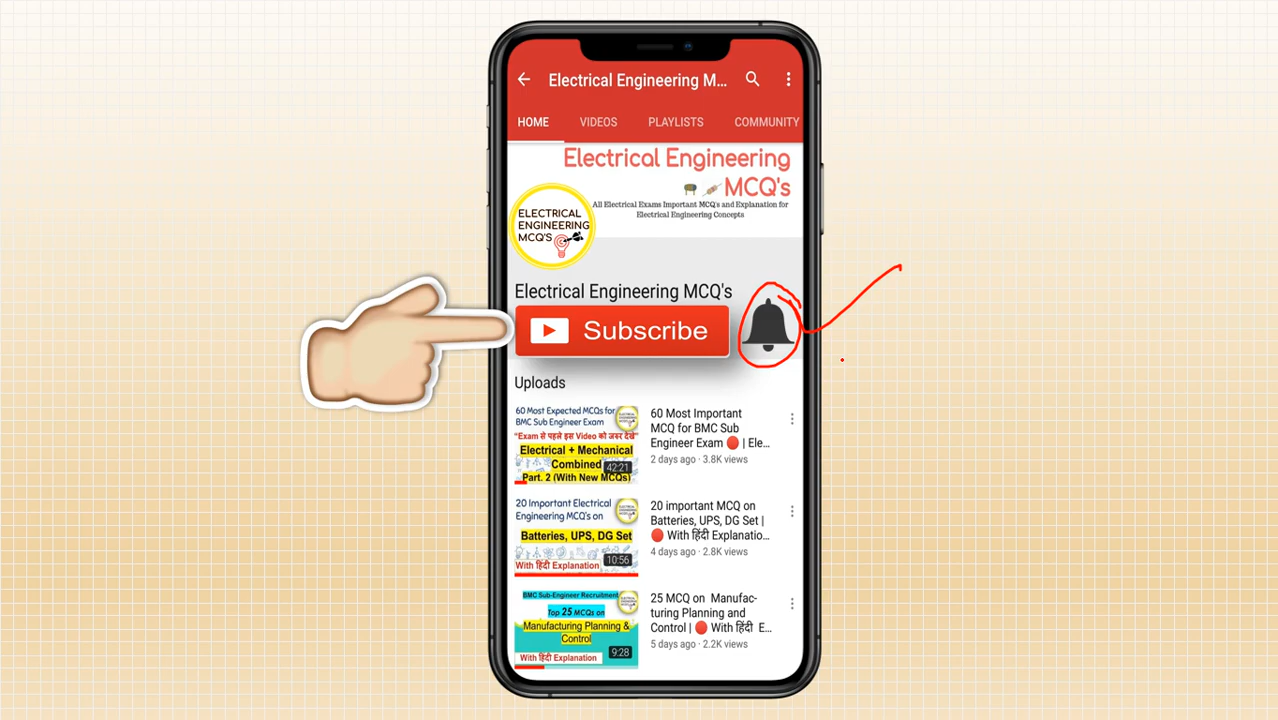 Electrical Engineering M...
HOME VIDEOS PLAYLISTS COMMUNITY
Electrical Engineering
MCQ's
All Electrical Exams Important MCQ's and Explanation for
Electrical Engineering Concepts
ELECTRICAL
ENGINEERING
MCQ'S
Electrical Engineering MCQ's
Subscribe
Uploads
60 Most Expected MCQs for
BMC Sub Engineer Exam
"Exam से पहले इस Video को जरूर देखे"
Electrical + Mechanical
Combined
42:21
Part. 2 (With New MCQs)
60 Most Important
MCQ for BMC Sub
Engineer Exam 🔴 | Ele...
2 days ago · 3.8K views
20 Important Electrical
Engineering MCQ's on
Batteries, UPS, DG Set
10:56
With हिंदी Explanation
20 important MCQ on
Batteries, UPS, DG Set |
🔴 With हिंदी Explanatio...
4 days ago · 2.8K views
BMC Sub-Engineer Recruitment
Top 25 MCQs on
Manufacturing Planning &
Control
9:28
With हिंदी Explanation
25 MCQ on Manufac-
turing Planning and
Control | 🔴 With हिंदी E...
5 days ago · 2.2K views